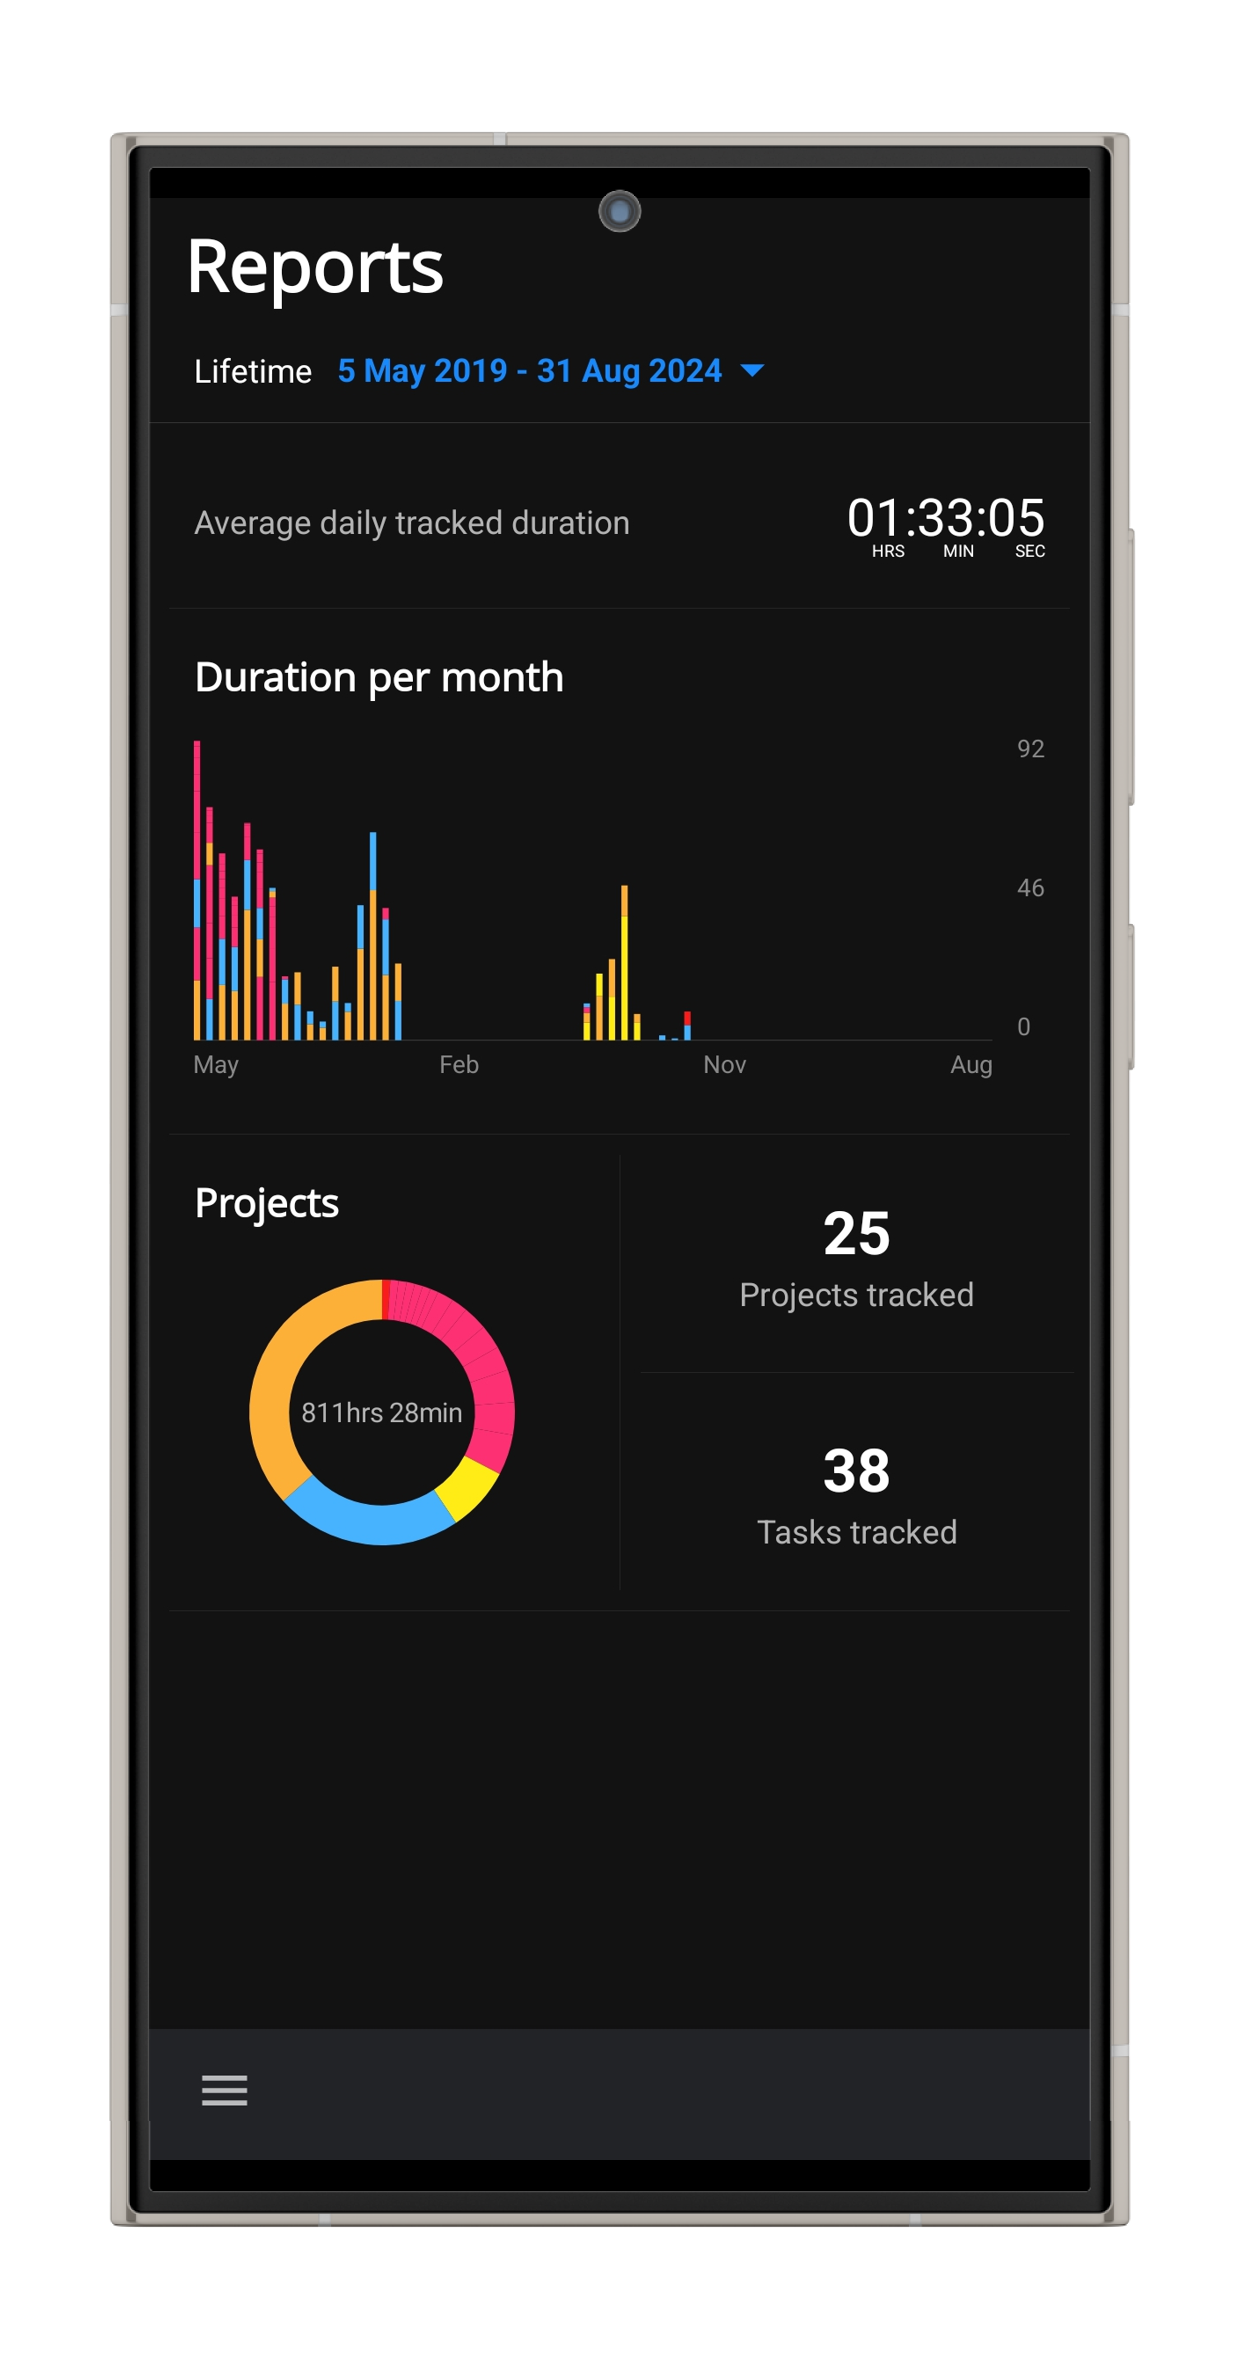 Reports
Lifetime 5 May 2019 - 31 Aug 2024
Average daily tracked duration 01:33:05
HRS MIN SEC
Duration per month
92
46
0
May Feb Nov Aug
Projects
811hrs 28min
25
Projects tracked
38
Tasks tracked